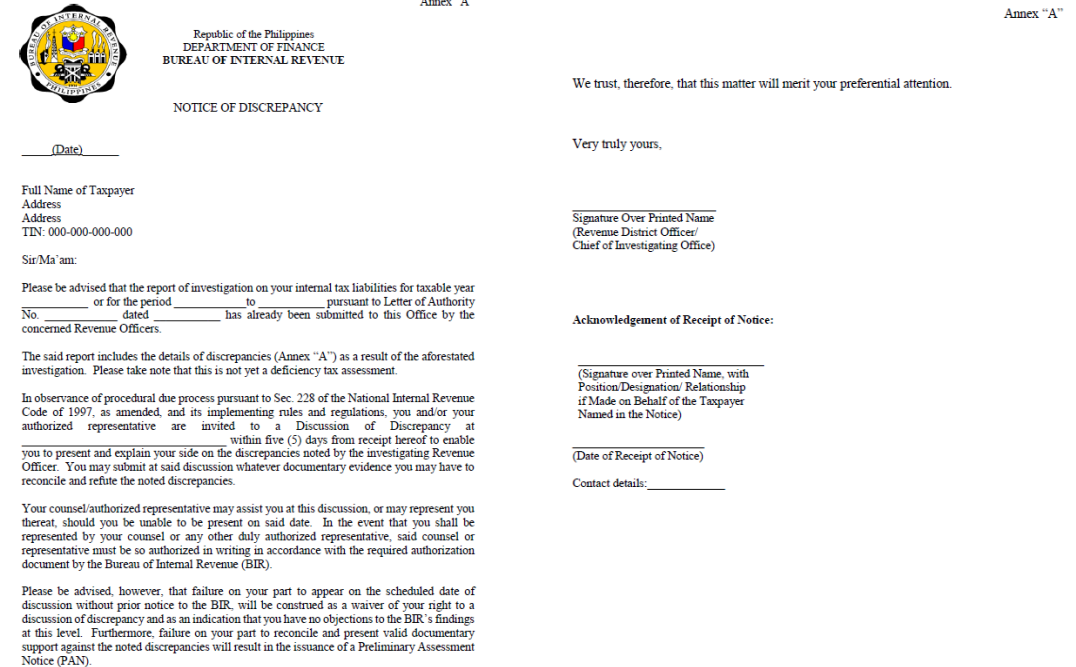 Annex "A"
BUREAU OF INTERNAL REVENUE
PHILIPPINES
Republic of the Philippines
DEPARTMENT OF FINANCE
BUREAU OF INTERNAL REVENUE
NOTICE OF DISCREPANCY
_____(Date)______
Full Name of Taxpayer
Address
Address
TIN: 000-000-000-000
Sir/Ma'am:
Please be advised that the report of investigation on your internal tax liabilities for taxable year
___________ or for the period ____________to ___________ pursuant to Letter of Authority
No. ____________ dated ___________ has already been submitted to this Office by the
concerned Revenue Officers.
The said report includes the details of discrepancies (Annex "A") as a result of the aforestated
investigation. Please take note that this is not yet a deficiency tax assessment.
In observance of procedural due process pursuant to Sec. 228 of the National Internal Revenue
Code of 1997, as amended, and its implementing rules and regulations, you and/or your
authorized representative are invited to a Discussion of Discrepancy at
__________________________________ within five (5) days from receipt hereof to enable
you to present and explain your side on the discrepancies noted by the investigating Revenue
Officer. You may submit at said discussion whatever documentary evidence you may have to
reconcile and refute the noted discrepancies.
Your counsel/authorized representative may assist you at this discussion, or may represent you
thereat, should you be unable to be present on said date. In the event that you shall be
represented by your counsel or any other duly authorized representative, said counsel or
representative must be so authorized in writing in accordance with the required authorization
document by the Bureau of Internal Revenue (BIR).
Please be advised, however, that failure on your part to appear on the scheduled date of
discussion without prior notice to the BIR, will be construed as a waiver of your right to a
discussion of discrepancy and as an indication that you have no objections to the BIR's findings
at this level. Furthermore, failure on your part to reconcile and present valid documentary
support against the noted discrepancies will result in the issuance of a Preliminary Assessment
Notice (PAN).
Annex "A"
We trust, therefore, that this matter will merit your preferential attention.
Very truly yours,
________________________
Signature Over Printed Name
(Revenue District Officer/
Chief of Investigating Office)
Acknowledgement of Receipt of Notice:
_______________________________
(Signature over Printed Name, with
Position/Designation/ Relationship
if Made on Behalf of the Taxpayer
Named in the Notice)
______________________
(Date of Receipt of Notice)
Contact details:_____________